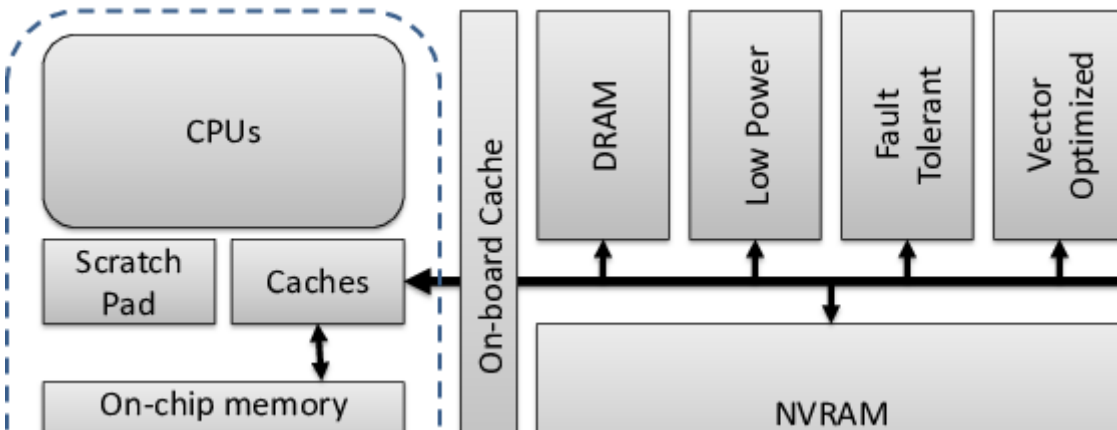 CPUs
Scratch
Pad
Caches
On-chip memory
On-board Cache
DRAM
Low Power
Fault
Tolerant
Vector
Optimized
NVRAM